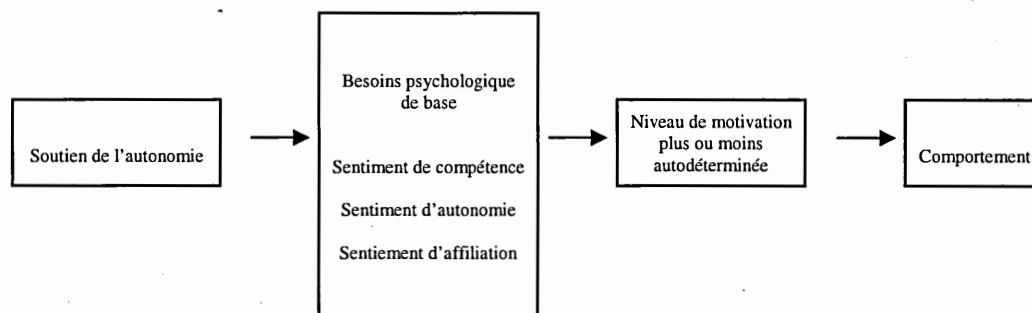 Soutien de l'autonomie
Besoins psychologique
de base
Sentiment de compétence
Sentiment d'autonomie
Sentiement d'affiliation
Niveau de motivation
plus ou moins
autodéterminée
Comportement